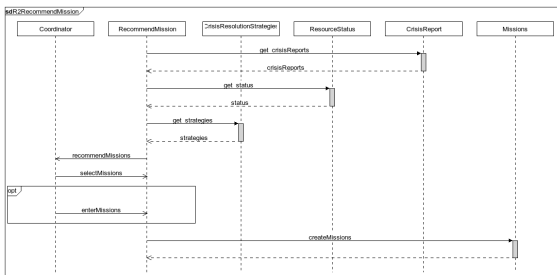 sdR2RecommendMission
Coordinator
RecommendMission
CrisisResolutionStrategies
ResourceStatus
CrisisReport
Missions
get_crisisReports
crisisReports
get_status
status
get_strategies
strategies
recommendMissions
selectMissions
opt
enterMissions
createMissions